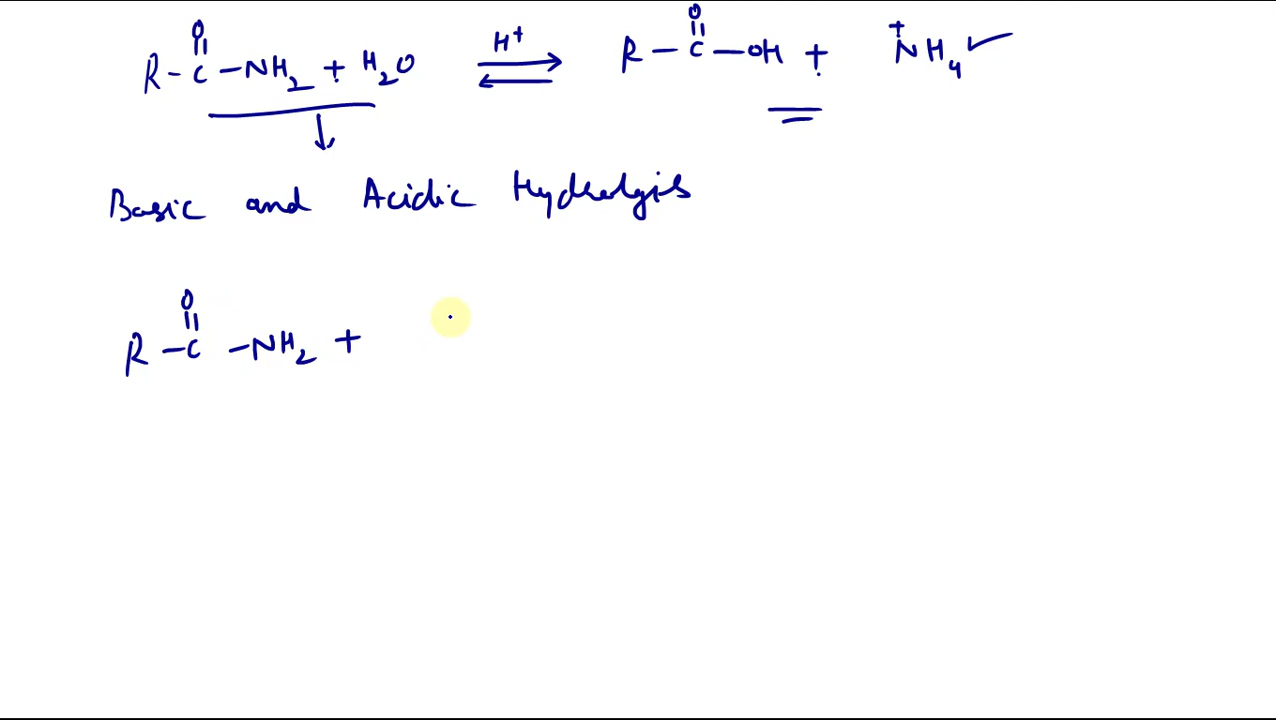 O
R-C-NH2 + H2O ⇌ H+ R-C-OH + +NH4 ✓
Basic and Acidic Hydrolysis
O
R-C-NH2 +